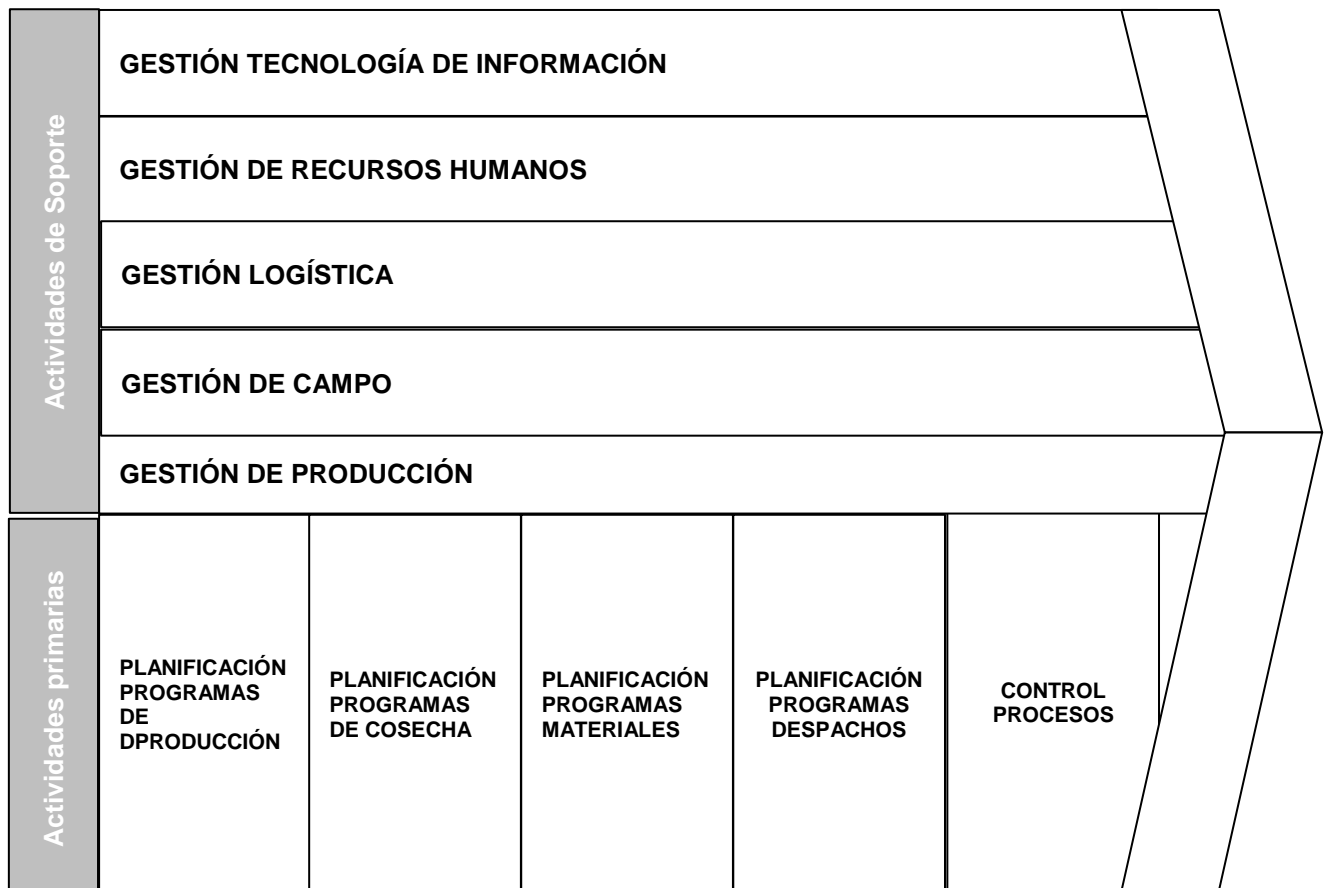 Actividades de Soporte
GESTIÓN TECNOLOGÍA DE INFORMACIÓN
GESTIÓN DE RECURSOS HUMANOS
GESTIÓN LOGÍSTICA
GESTIÓN DE CAMPO
GESTIÓN DE PRODUCCIÓN
Actividades primarias
PLANIFICACIÓN
PROGRAMAS
DE
DPRODUCCIÓN
PLANIFICACIÓN
PROGRAMAS
DE COSECHA
PLANIFICACIÓN
PROGRAMAS
MATERIALES
PLANIFICACIÓN
PROGRAMAS
DESPACHOS
CONTROL
PROCESOS